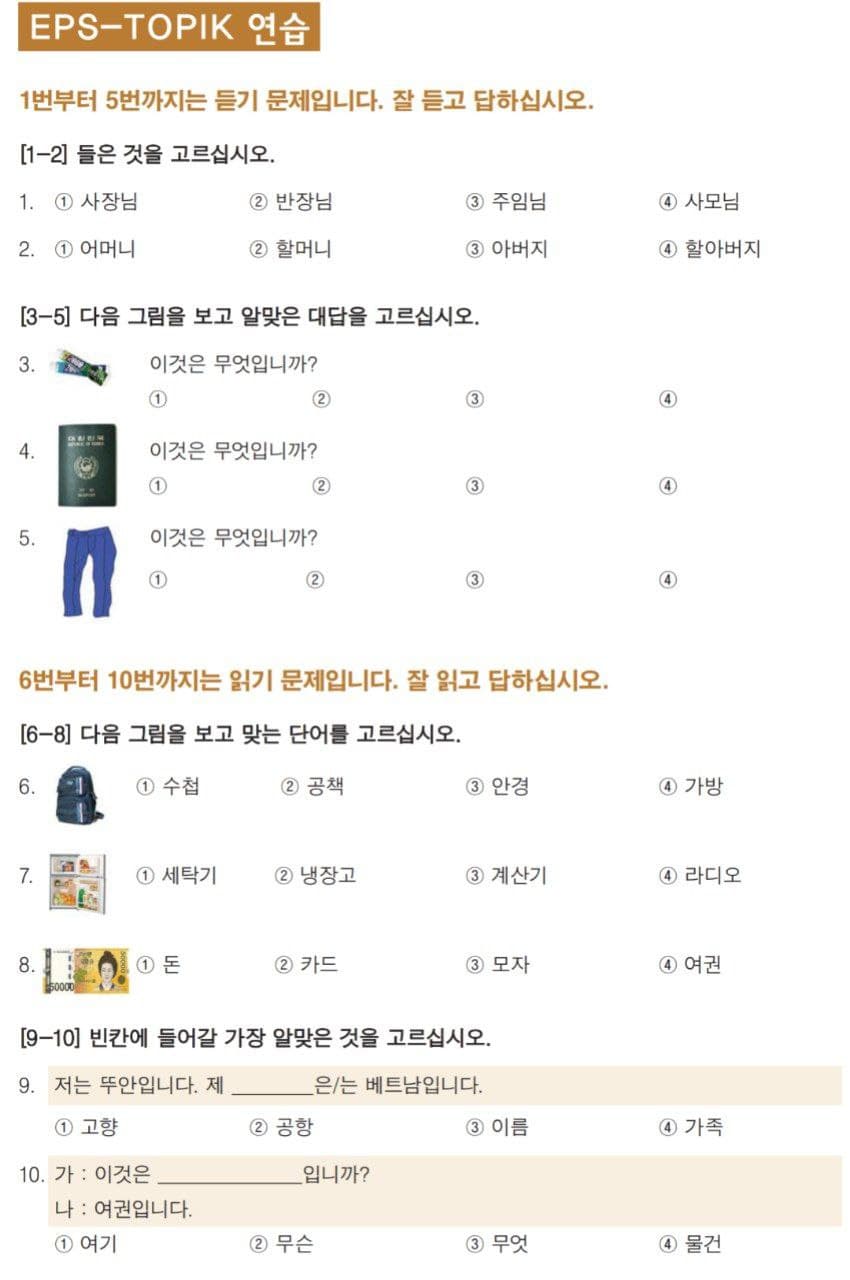 EPS-TOPIK 연습
1번부터 5번까지는 듣기 문제입니다. 잘 듣고 답하십시오.
[1-2] 들은 것을 고르십시오.
1. ① 사장님 ② 반장님 ③ 주임님 ④ 사모님
2. ① 어머니 ② 할머니 ③ 아버지 ④ 할아버지
[3-5] 다음 그림을 보고 알맞은 대답을 고르십시오.
3. 이것은 무엇입니까?
① ② ③ ④
4. 이것은 무엇입니까?
대한민국
REPUBLIC OF KOREA
PASSPORT
① ② ③ ④
5. 이것은 무엇입니까?
① ② ③ ④
6번부터 10번까지는 읽기 문제입니다. 잘 읽고 답하십시오.
[6-8] 다음 그림을 보고 맞는 단어를 고르십시오.
6. ① 수첩 ② 공책 ③ 안경 ④ 가방
7. ① 세탁기 ② 냉장고 ③ 계산기 ④ 라디오
8. 50000 50000 ① 돈 ② 카드 ③ 모자 ④ 여권
[9-10] 빈칸에 들어갈 가장 알맞은 것을 고르십시오.
9. 저는 뚜안입니다. 제 ________은/는 베트남입니다.
① 고향 ② 공항 ③ 이름 ④ 가족
10. 가 : 이것은 ______________입니까?
나 : 여권입니다.
① 여기 ② 무슨 ③ 무엇 ④ 물건